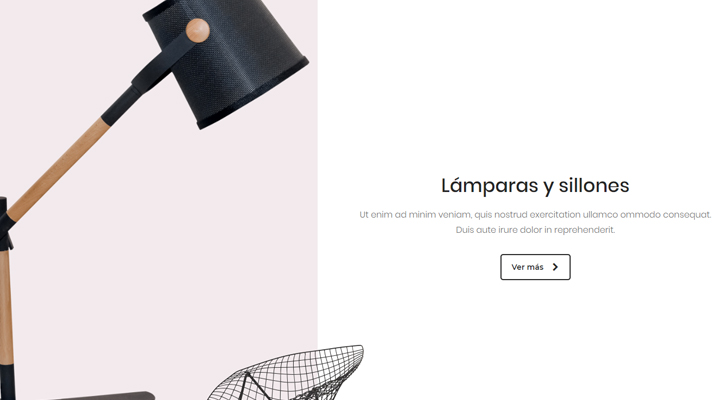 Lámparas y sillones
Ut enim ad minim veniam, quis nostrud exercitation ullamco ommodo consequat.
Duis aute irure dolor in reprehenderit.
Ver más